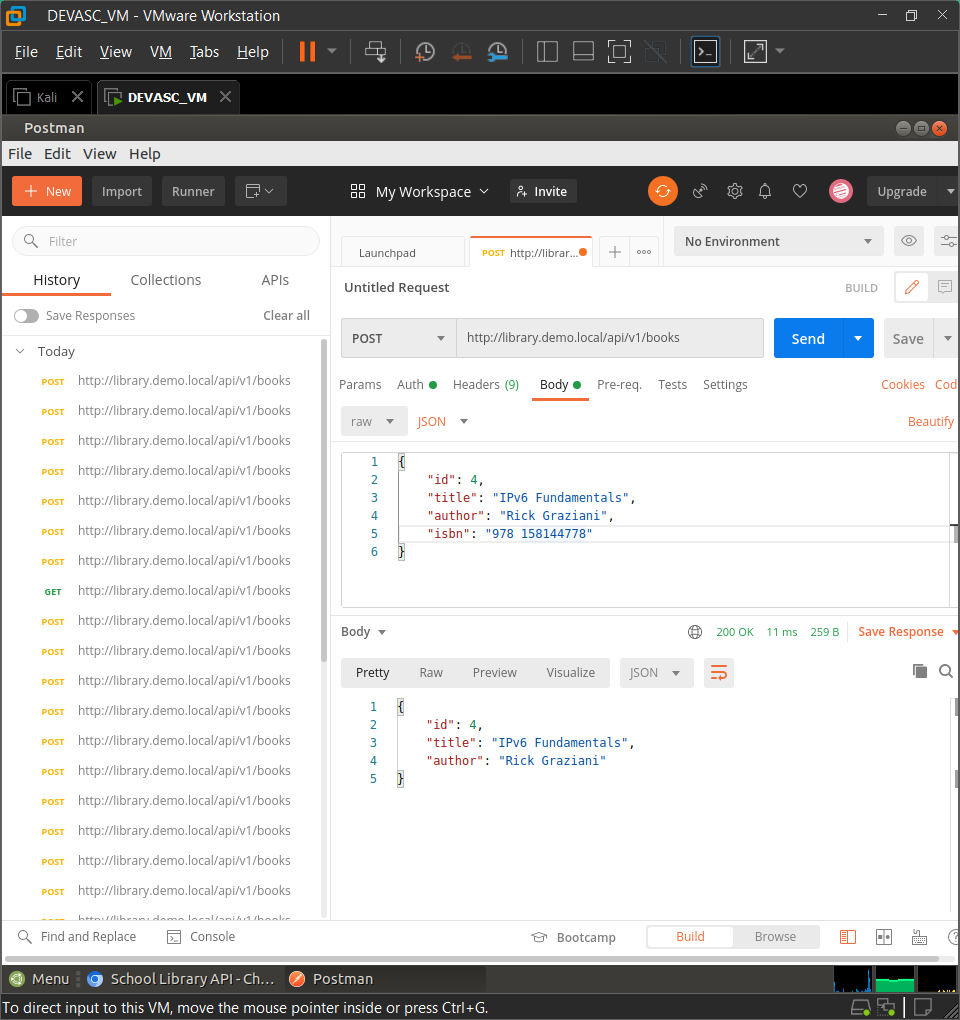 DEVASC_VM - VMware Workstation
File Edit View VM Tabs Help
Kali DEVASC_VM
Postman
File Edit View Help
New Import Runner My Workspace Invite Upgrade
Filter
History Collections APIs
Save Responses Clear all
Today
POST http://library.demo.local/api/v1/books
POST http://library.demo.local/api/v1/books
POST http://library.demo.local/api/v1/books
POST http://library.demo.local/api/v1/books
POST http://library.demo.local/api/v1/books
POST http://library.demo.local/api/v1/books
POST http://library.demo.local/api/v1/books
GET http://library.demo.local/api/v1/books
POST http://library.demo.local/api/v1/books
POST http://library.demo.local/api/v1/books
POST http://library.demo.local/api/v1/books
POST http://library.demo.local/api/v1/books
POST http://library.demo.local/api/v1/books
POST http://library.demo.local/api/v1/books
POST http://library.demo.local/api/v1/books
POST http://library.demo.local/api/v1/books
POST http://library.demo.local/api/v1/books
POST http://library.demo.local/api/v1/books
http://library.demo.local/api/v1/books
Launchpad POST http://librar... No Environment
Untitled Request BUILD
POST http://library.demo.local/api/v1/books Send Save
Params Auth Headers (9) Body Pre-req. Tests Settings Cookies Cod
raw JSON Beautify
1 {
2 "id": 4,
3 "title": "IPv6 Fundamentals",
4 "author": "Rick Graziani",
5 "isbn": "978 158144778"
6 }
Body 200 OK 11 ms 259 B Save Response
Pretty Raw Preview Visualize JSON
1 {
2 "id": 4,
3 "title": "IPv6 Fundamentals",
4 "author": "Rick Graziani"
5 }
Find and Replace Console Bootcamp Build Browse
Menu School Library API - Ch... Postman
To direct input to this VM, move the mouse pointer inside or press Ctrl+G.